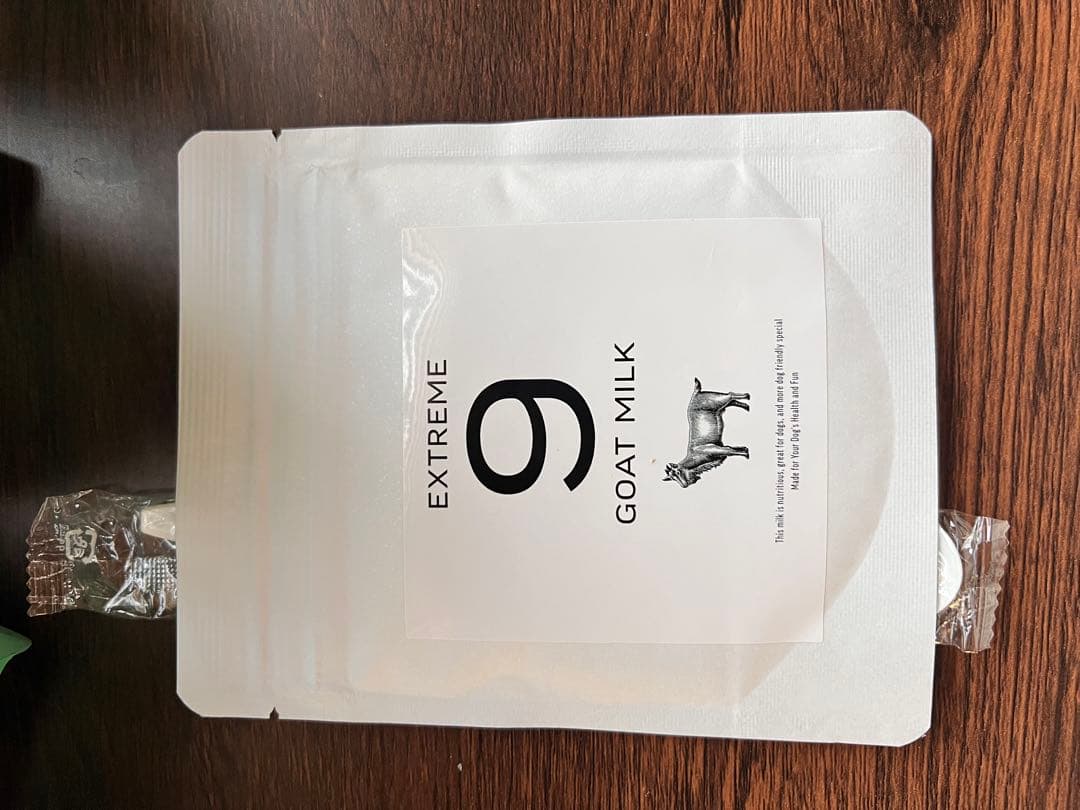 EXTREME
9
GOAT MILK
This milk is nutritious, great for dogs, and more dog friendly special
Made for Your Dog's Health and Fun